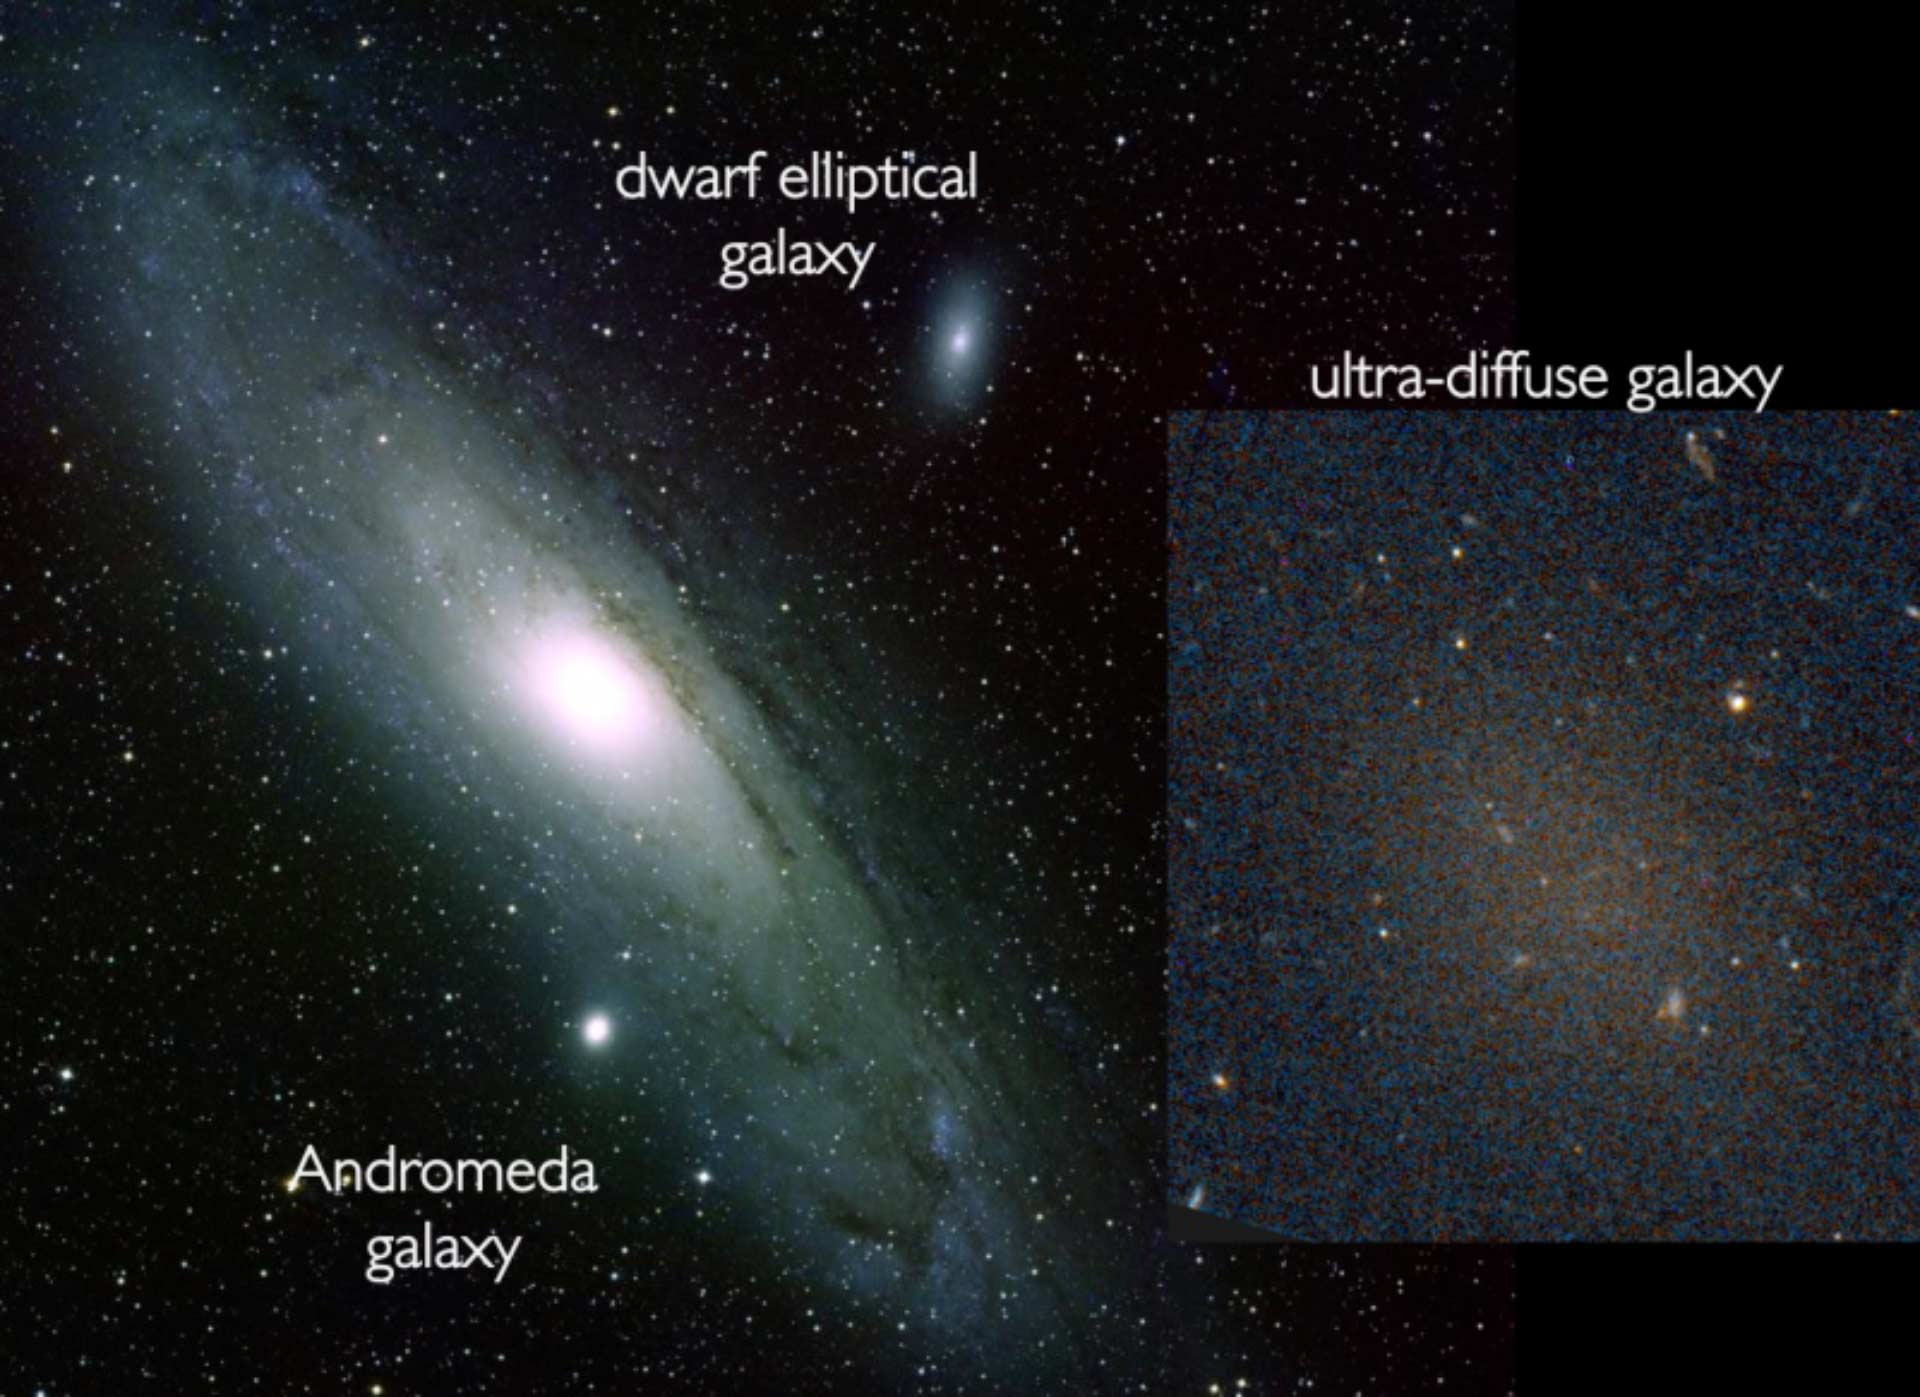 dwarf elliptical
galaxy
ultra-diffuse galaxy
Andromeda
galaxy